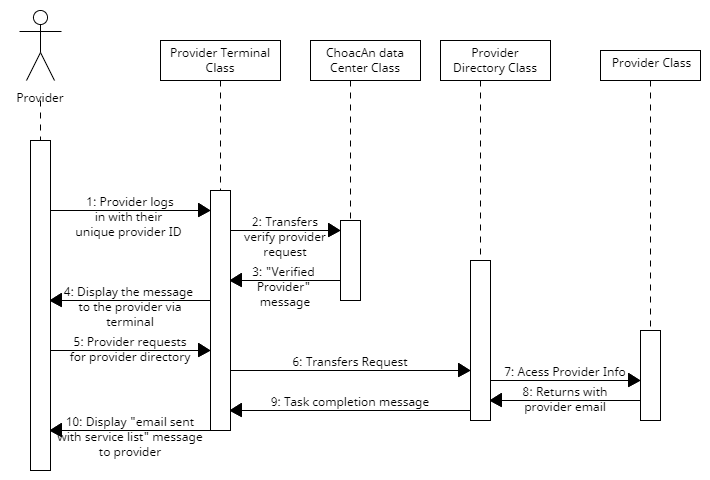 Provider Terminal
Class
ChoacAn data
Center Class
Provider
Directory Class
Provider Class
Provider
1: Provider logs
in with their
unique provider ID
2: Transfers
verify provider
request
3: "Verified
Provider"
message
4: Display the message
to the provider via
terminal
5: Provider requests
for provider directory
6: Transfers Request
7: Acess Provider Info
8: Returns with
provider email
9: Task completion message
10: Display "email sent
with service list" message
to provider